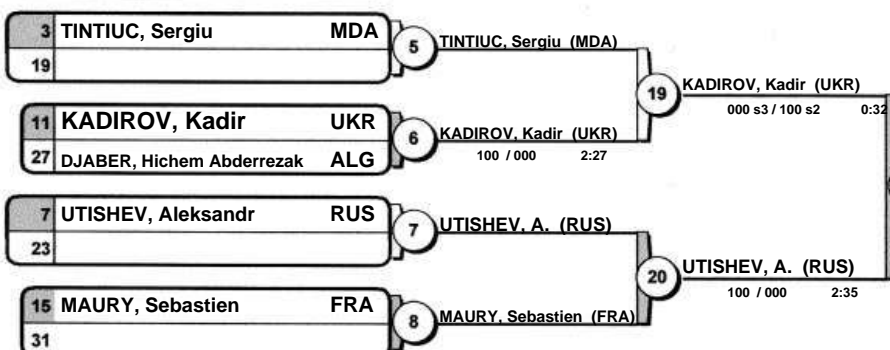 3 TINTIUC, Sergiu MDA
19
5
TINTIUC, Sergiu (MDA)
11 KADIROV, Kadir UKR
27 DJABER, Hichem Abderrezak ALG
6
KADIROV, Kadir (UKR)
100 / 000 2:27
19
KADIROV, Kadir (UKR)
000 s3 / 100 s2 0:32
7 UTISHEV, Aleksandr RUS
23
7
UTISHEV, A. (RUS)
15 MAURY, Sebastien FRA
31
8
MAURY, Sebastien (FRA)
20
UTISHEV, A. (RUS)
100 / 000 2:35